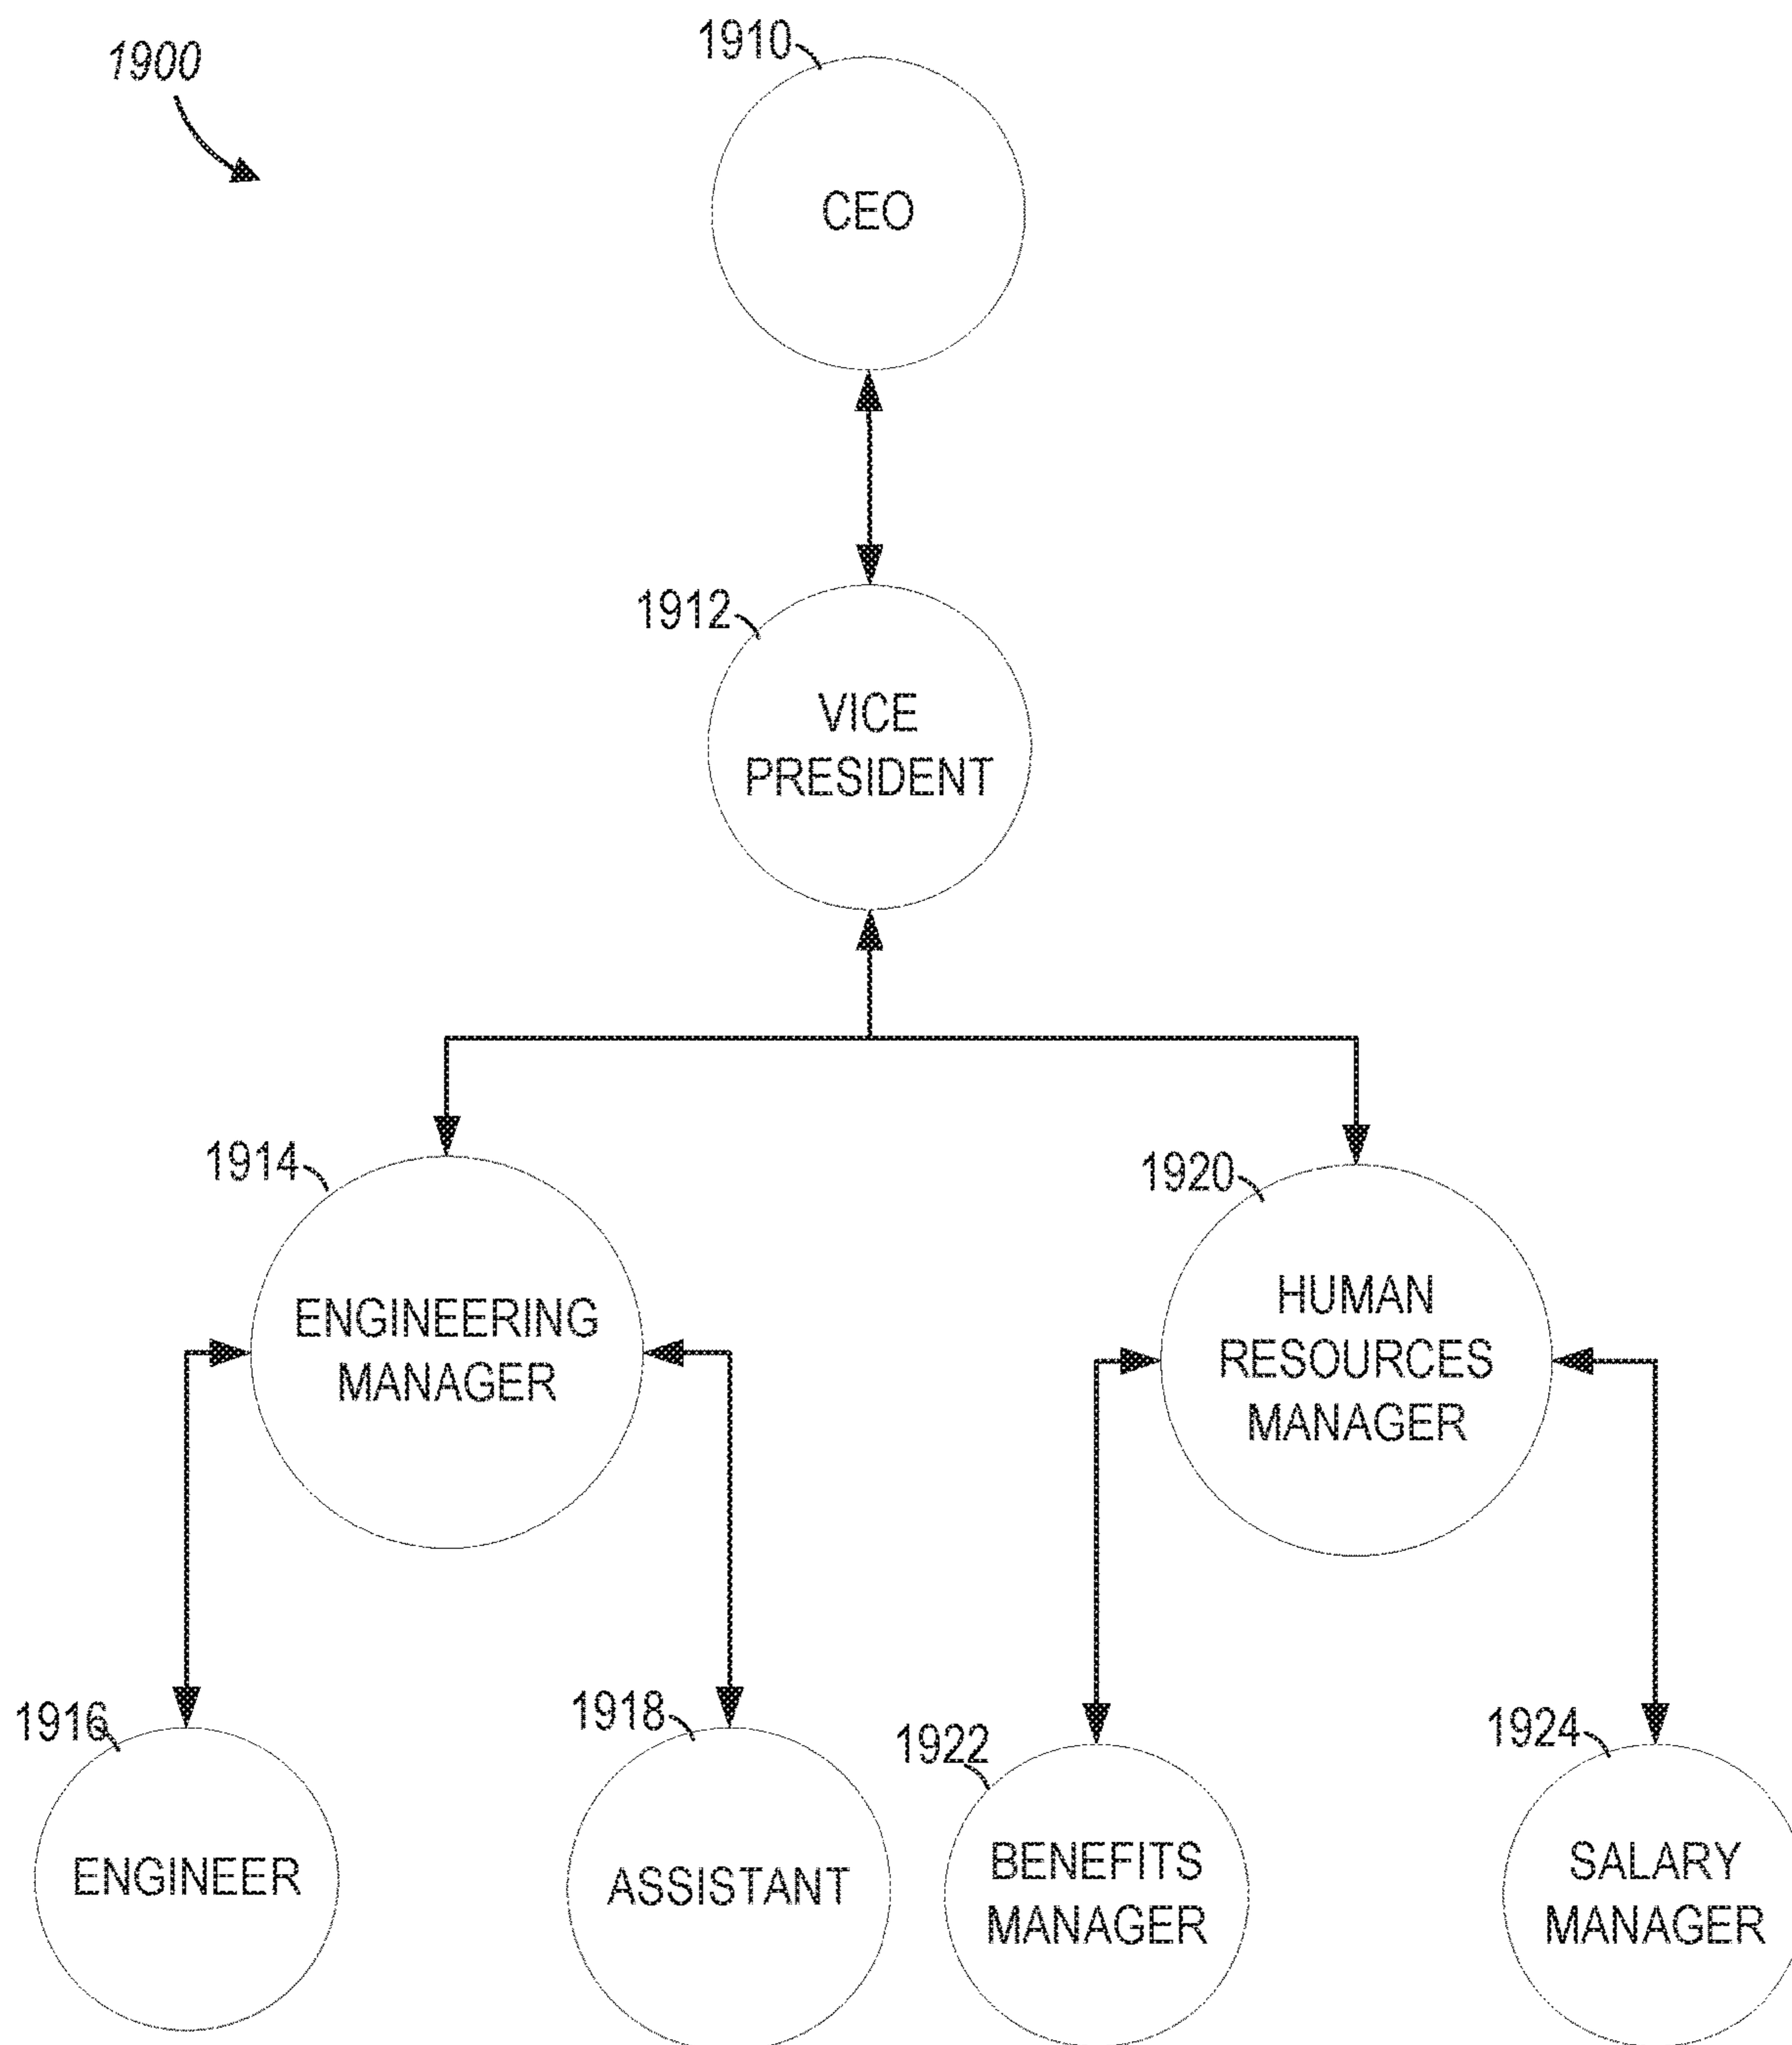 1900
1910
CEO
1912
VICE
PRESIDENT
1914
ENGINEERING
MANAGER
1920
HUMAN
RESOURCES
MANAGER
1916
ENGINEER
1918
ASSISTANT
1922
BENEFITS
MANAGER
1924
SALARY
MANAGER